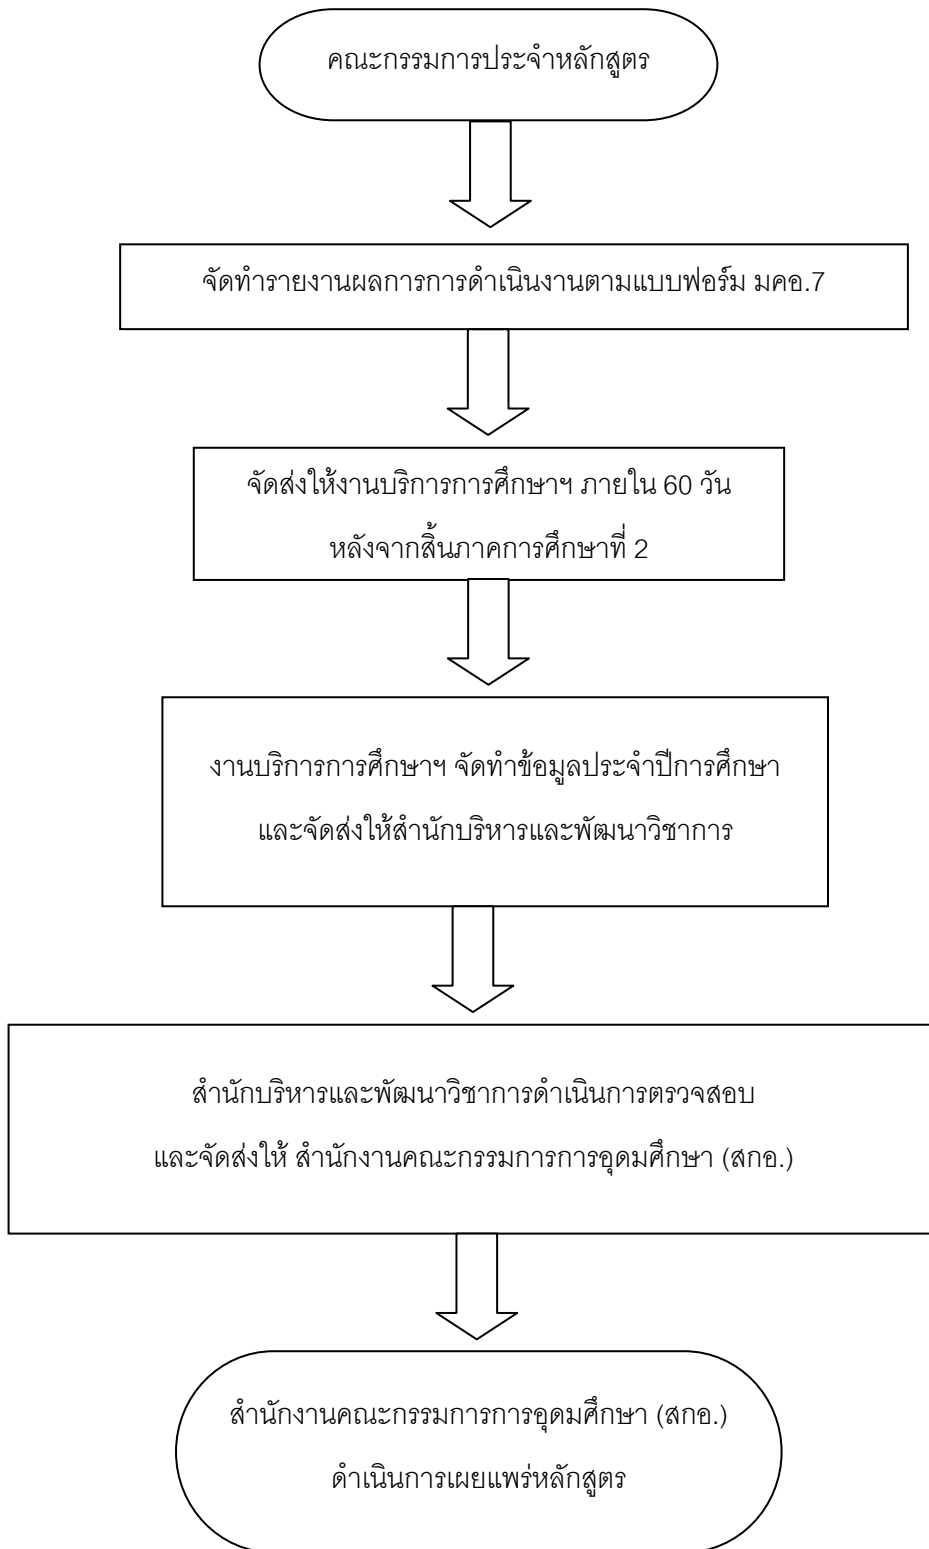 คณะกรรมการประจำหลักสูตร
จัดทำรายงานผลการการดำเนินงานตามแบบฟอร์ม มคอ.7
จัดส่งให้งานบริการการศึกษาฯ ภายใน 60 วัน
หลังจากสิ้นภาคการศึกษาที่ 2
งานบริการการศึกษาฯ จัดทำข้อมูลประจำปีการศึกษา
และจัดส่งให้สำนักบริหารและพัฒนาวิชาการ
สำนักบริหารและพัฒนาวิชาการดำเนินการตรวจสอบ
และจัดส่งให้ สำนักงานคณะกรรมการการอุดมศึกษา (สกอ.)
สำนักงานคณะกรรมการการอุดมศึกษา (สกอ.)
ดำเนินการเผยแพร่หลักสูตร